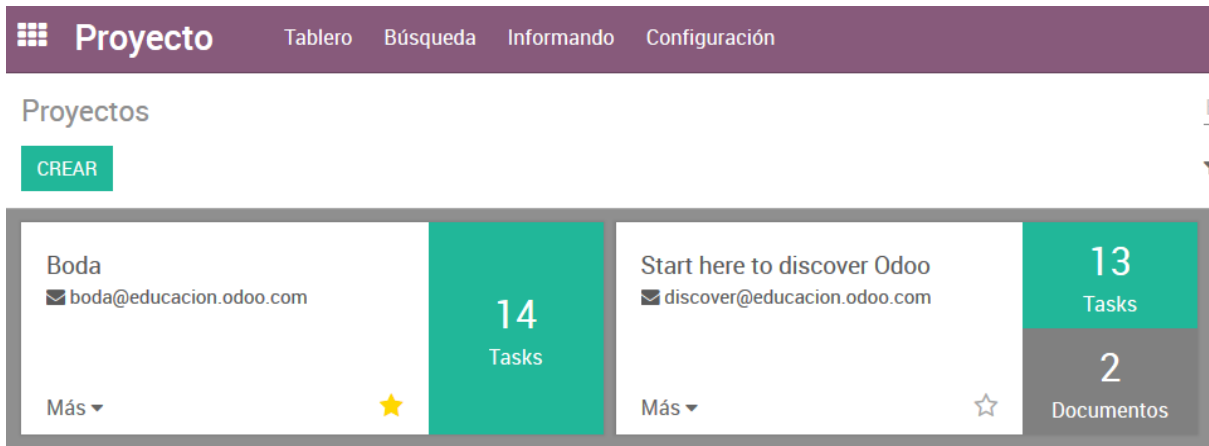 Proyecto Tablero Búsqueda Informando Configuración
Proyectos
CREAR
Boda
boda@educacion.odoo.com
14
Tasks
Más
Start here to discover Odoo
discover@educacion.odoo.com
13
Tasks
2
Documentos
Más